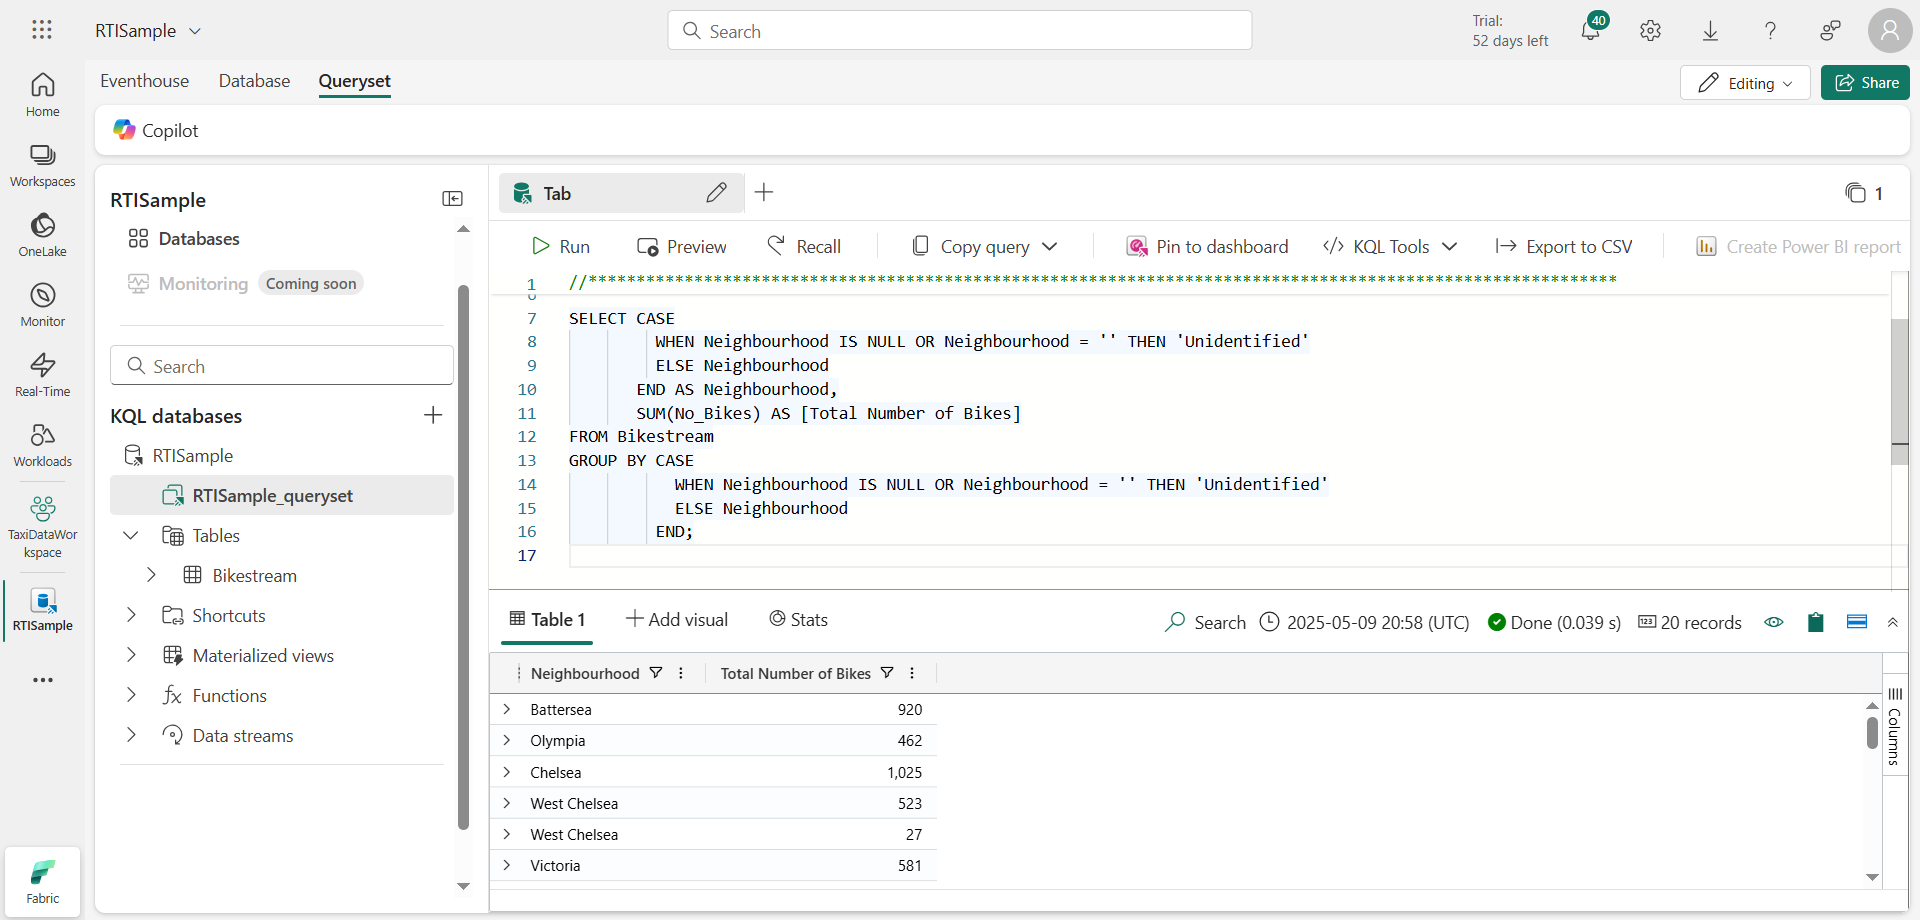 RTISample
Search
Trial:
52 days left
40
Home
Workspaces
OneLake
Monitor
Real-Time
Workloads
TaxiDataWor
kspace
RTISample
Fabric
Eventhouse Database Queryset
Editing
Share
Copilot
RTISample
Databases
Monitoring Coming soon
Search
KQL databases
RTISample
RTISample_queryset
Tables
Bikestream
Shortcuts
Materialized views
Functions
Data streams
Tab
1
Run Preview Recall Copy query Pin to dashboard KQL Tools Export to CSV Create Power BI report
7 SELECT CASE
8 WHEN Neighbourhood IS NULL OR Neighbourhood = '' THEN 'Unidentified'
9 ELSE Neighbourhood
10 END AS Neighbourhood,
11 SUM(No_Bikes) AS [Total Number of Bikes]
12 FROM Bikestream
13 GROUP BY CASE
14 WHEN Neighbourhood IS NULL OR Neighbourhood = '' THEN 'Unidentified'
15 ELSE Neighbourhood
16 END;
17
Table 1 Add visual Stats Search 2025-05-09 20:58 (UTC) Done (0.039 s) 20 records
Neighbourhood Total Number of Bikes
Battersea 920
Olympia 462
Chelsea 1,025
West Chelsea 523
West Chelsea 27
Victoria 581
Columns